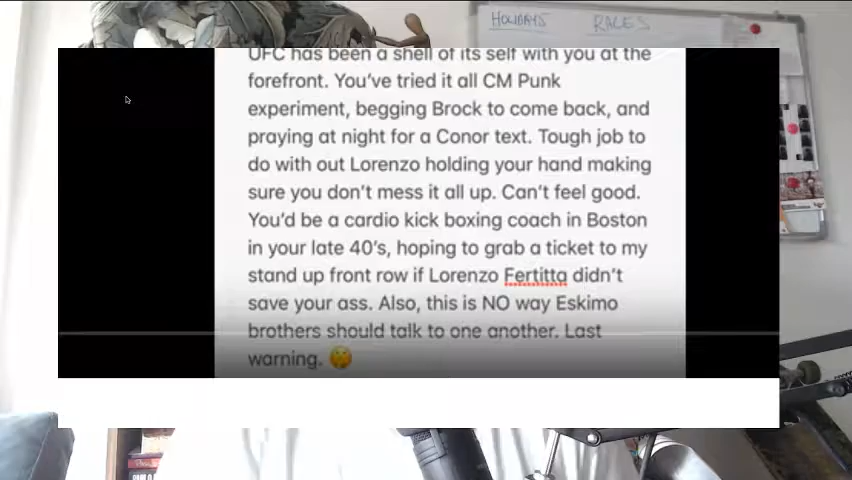 HOLIDAYS RACES
UFC has been a shell of its self with you at the
forefront. You've tried it all CM Punk
experiment, begging Brock to come back, and
praying at night for a Conor text. Tough job to
do with out Lorenzo holding your hand making
sure you don't mess it all up. Can't feel good.
You'd be a cardio kick boxing coach in Boston
in your late 40's, hoping to grab a ticket to my
stand up front row if Lorenzo Fertitta didn't
save your ass. Also, this is NO way Eskimo
brothers should talk to one another. Last
warning. 🤫